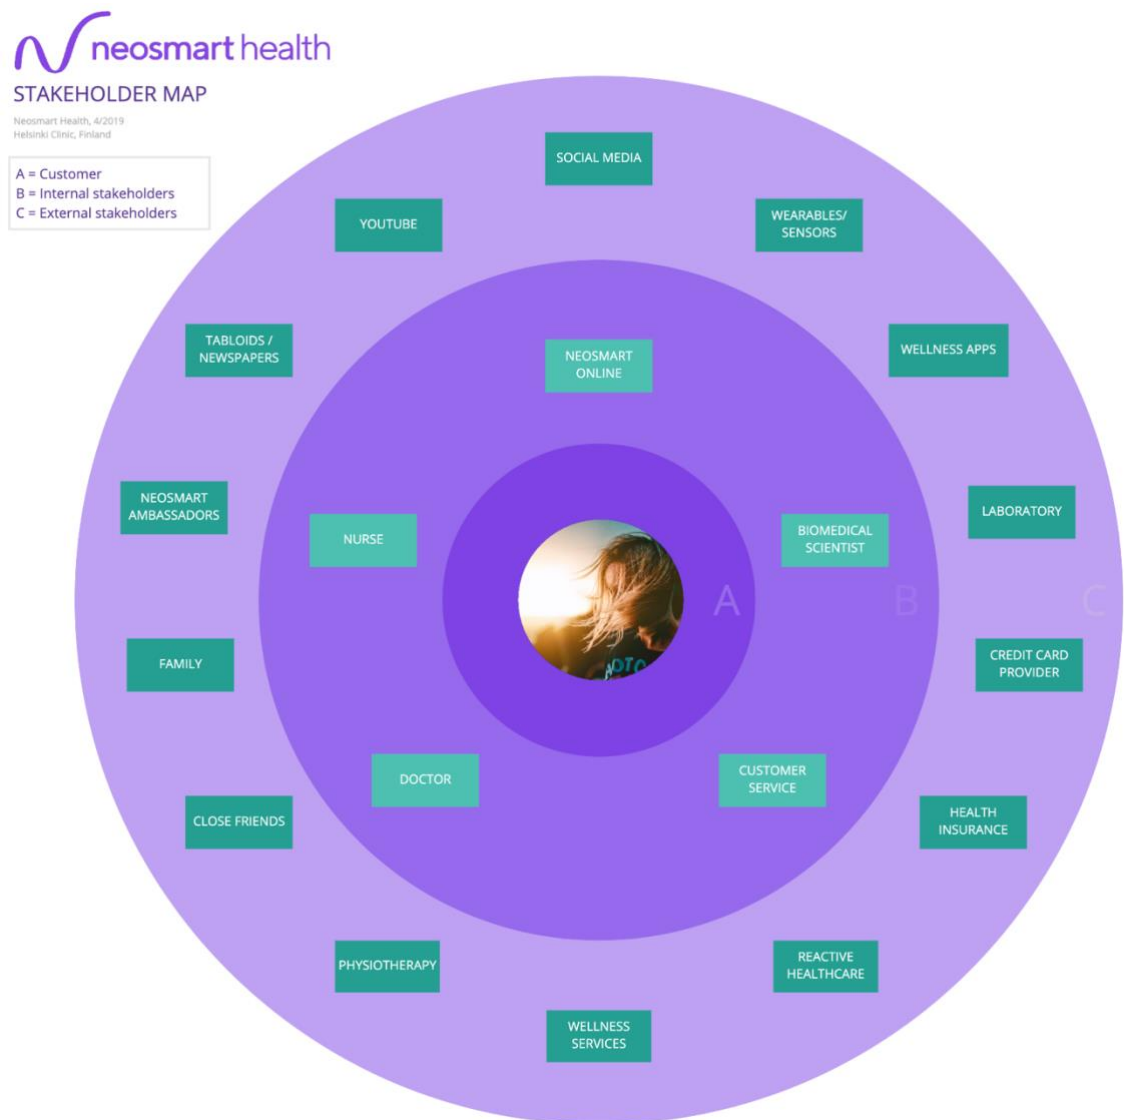 neosmart health
STAKEHOLDER MAP
Neosmart Health, 4/2019
Helsinki Clinic, Finland
A = Customer
B = Internal stakeholders
C = External stakeholders
SOCIAL MEDIA
YOUTUBE
WEARABLES/
SENSORS
TABLOIDS /
NEWSPAPERS
NEOSMART
ONLINE
WELLNESS APPS
NEOSMART
AMBASSADORS
NURSE
BIOMEDICAL
SCIENTIST
LABORATORY
A
B
C
FAMILY
CREDIT CARD
PROVIDER
DOCTOR
CUSTOMER
SERVICE
CLOSE FRIENDS
HEALTH
INSURANCE
PHYSIOTHERAPY
REACTIVE
HEALTHCARE
WELLNESS
SERVICES